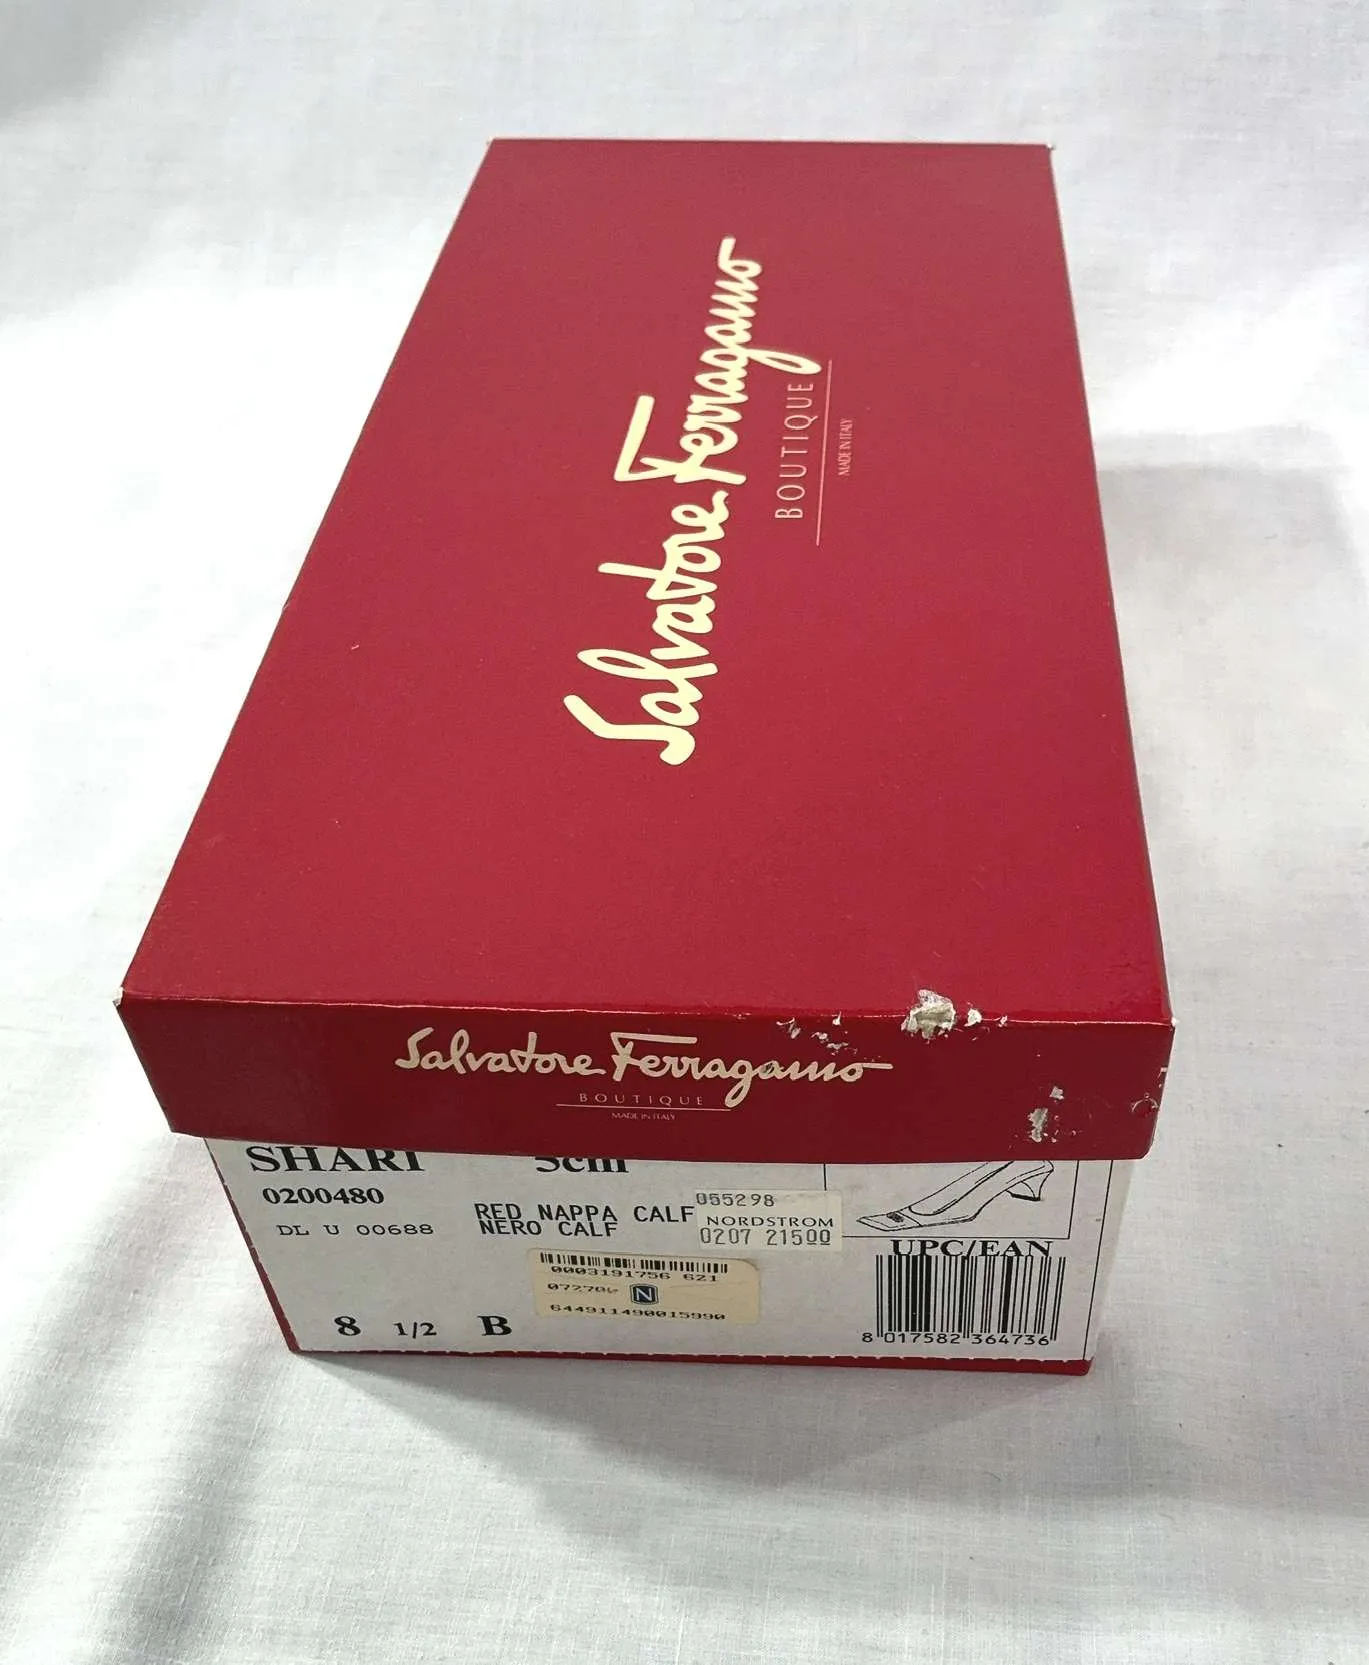 Salvatore Ferragamo
BOUTIQUE
MADE IN ITALY
Salvatore Ferragamo
BOUTIQUE
MADE IN ITALY
SHARI 5cm
0200480
DL U 00688
RED NAPPA CALF
NERO CALF
055298
NORDSTROM
0207 21500
UPC/EAN
0003191756 621
N
644911490015990
8 1/2 B
8 017582 364736